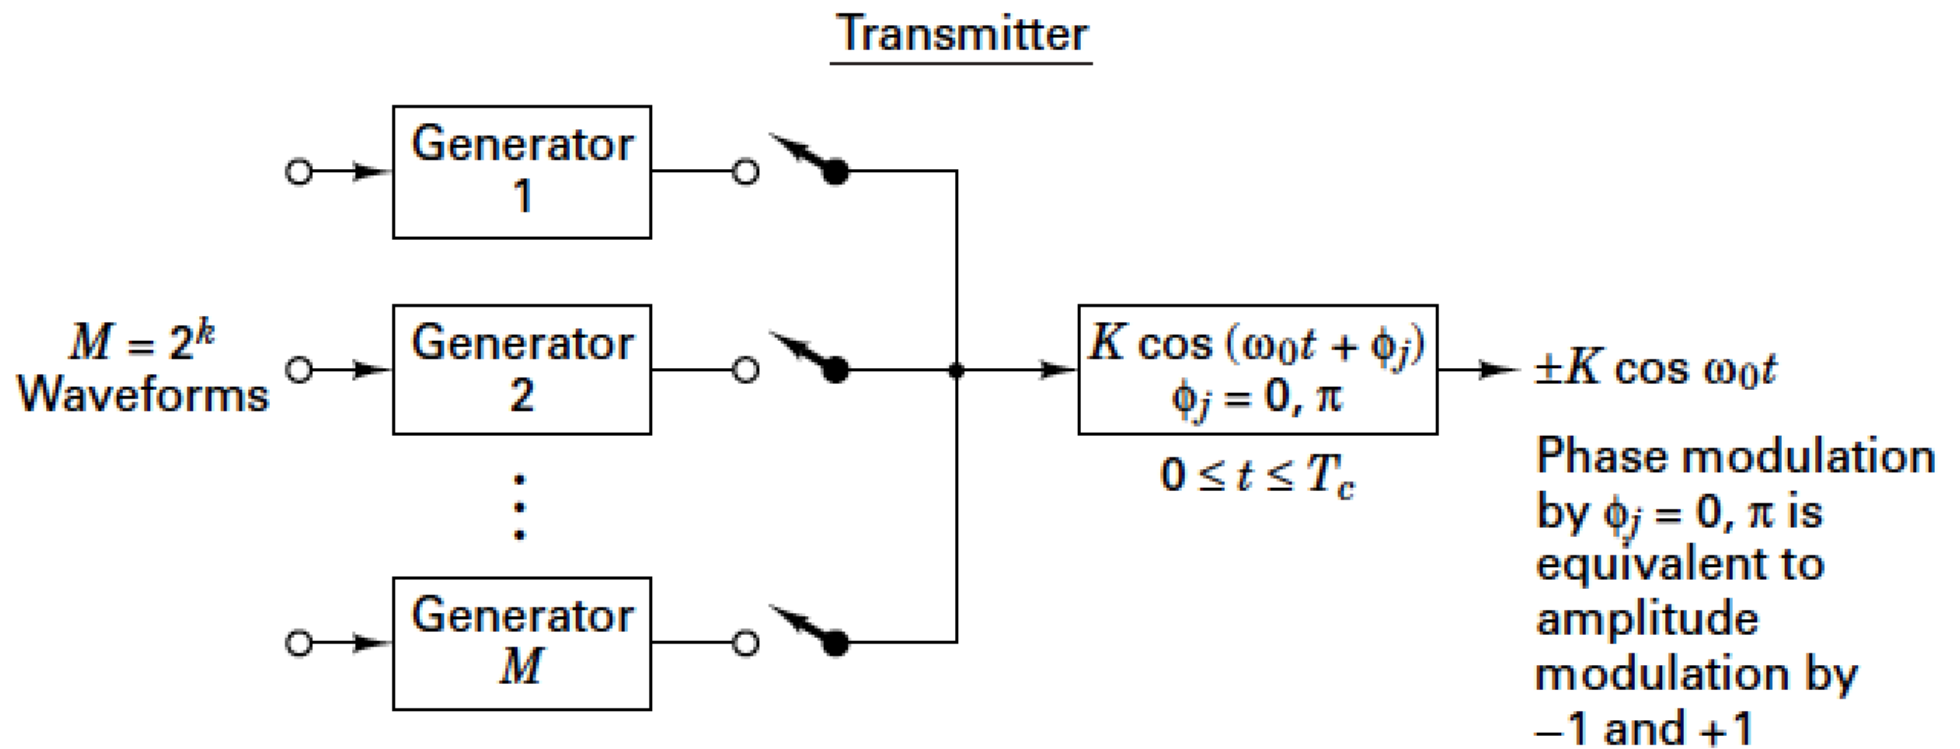 Transmitter
Generator
1
M = 2^k
Waveforms
Generator
2
K cos (ω₀t + ϕⱼ)
ϕⱼ = 0, π
0 ≤ t ≤ T_c
±K cos ω₀t
Phase modulation
by ϕⱼ = 0, π is
equivalent to
amplitude
modulation by
−1 and +1
Generator
M